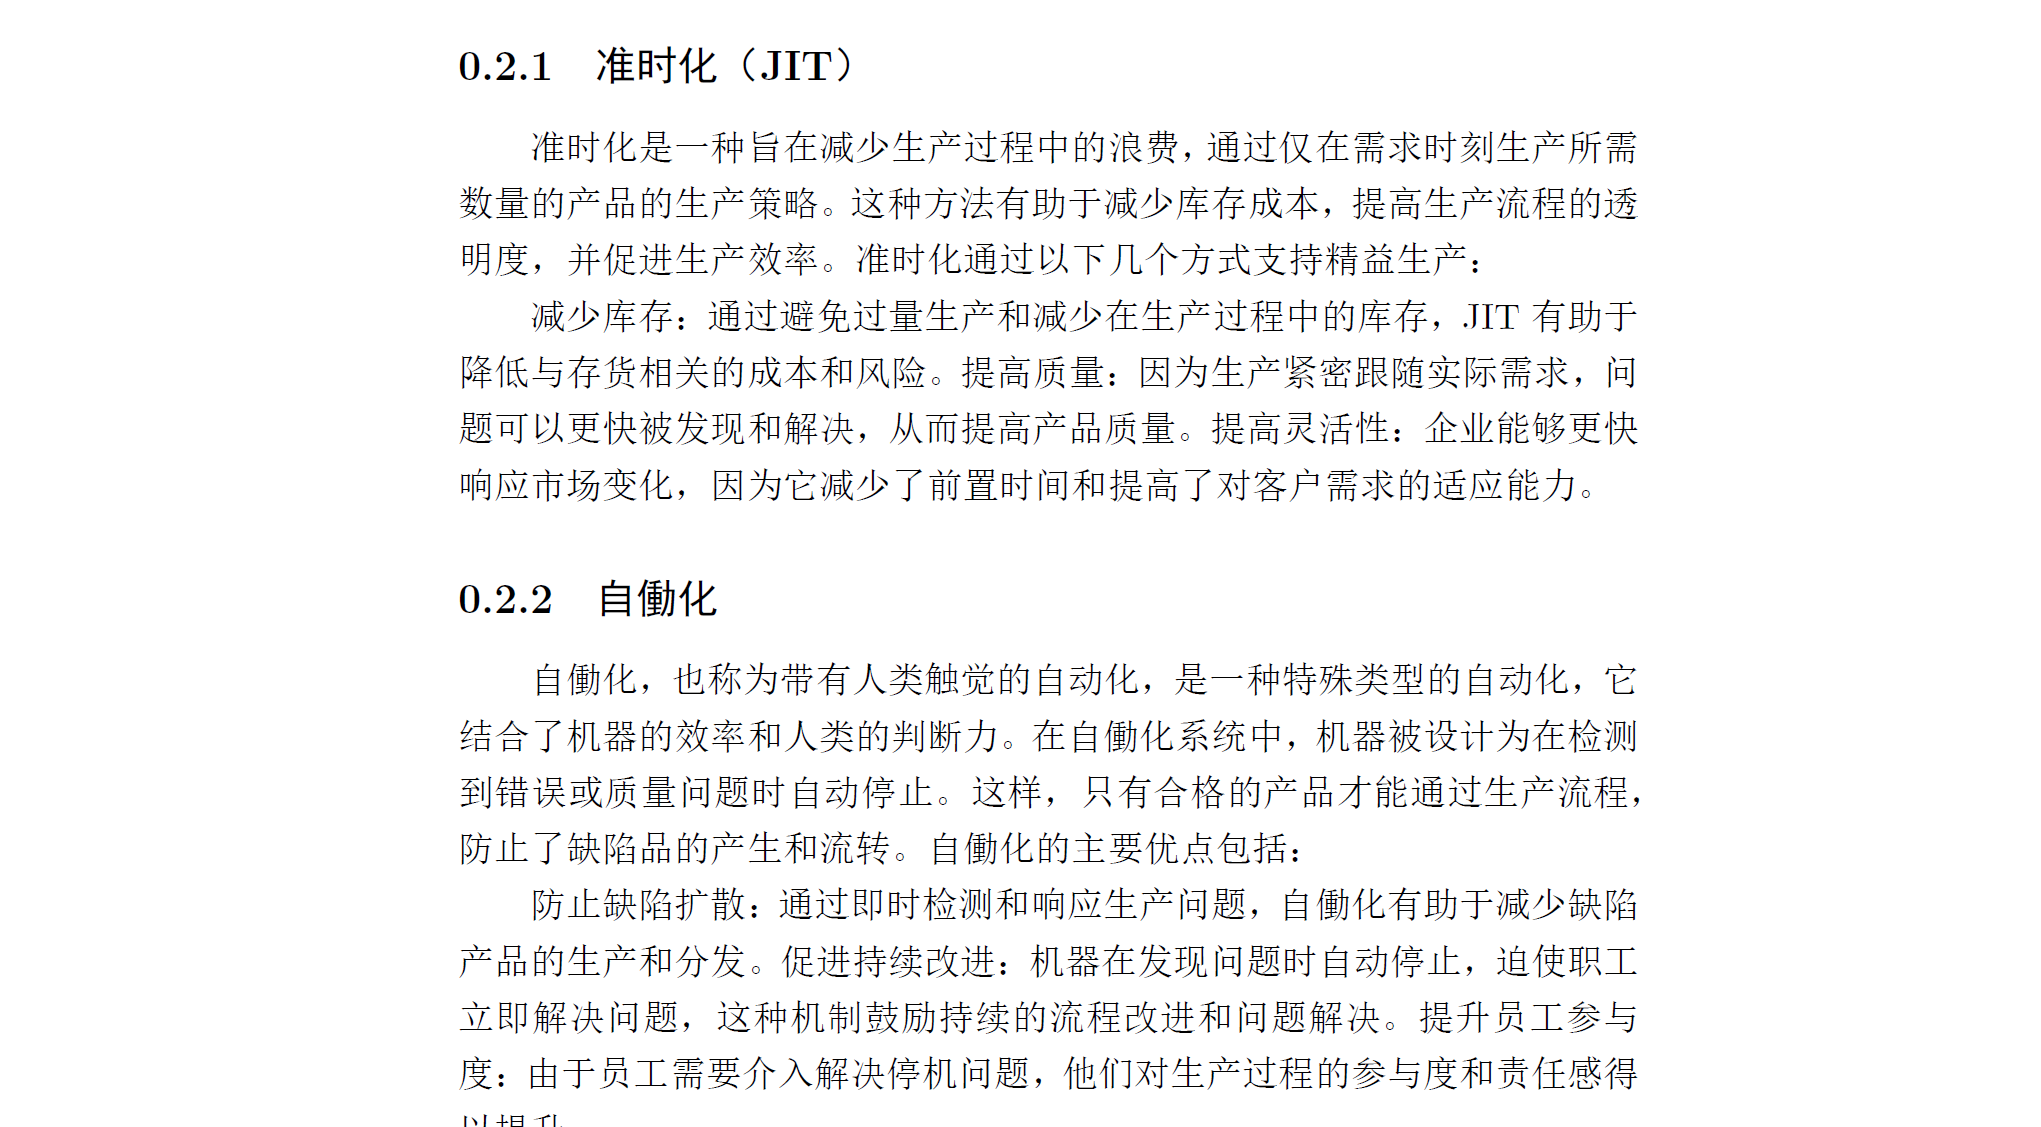 0.2.1 准时化（JIT）
准时化是一种旨在减少生产过程中的浪费，通过仅在需求时刻生产所需
数量的产品的生产策略。这种方法有助于减少库存成本，提高生产流程的透
明度，并促进生产效率。准时化通过以下几个方式支持精益生产：
减少库存：通过避免过量生产和减少在生产过程中的库存，JIT 有助于
降低与存货相关的成本和风险。提高质量：因为生产紧密跟随实际需求，问
题可以更快被发现和解决，从而提高产品质量。提高灵活性：企业能够更快
响应市场变化，因为它减少了前置时间和提高了对客户需求的适应能力。
0.2.2 自働化
自働化，也称为带有人类触觉的自动化，是一种特殊类型的自动化，它
结合了机器的效率和人类的判断力。在自働化系统中，机器被设计为在检测
到错误或质量问题时自动停止。这样，只有合格的产品才能通过生产流程，
防止了缺陷品的产生和流转。自働化的主要优点包括：
防止缺陷扩散：通过即时检测和响应生产问题，自働化有助于减少缺陷
产品的生产和分发。促进持续改进：机器在发现问题时自动停止，迫使职工
立即解决问题，这种机制鼓励持续的流程改进和问题解决。提升员工参与
度：由于员工需要介入解决停机问题，他们对生产过程的参与度和责任感得